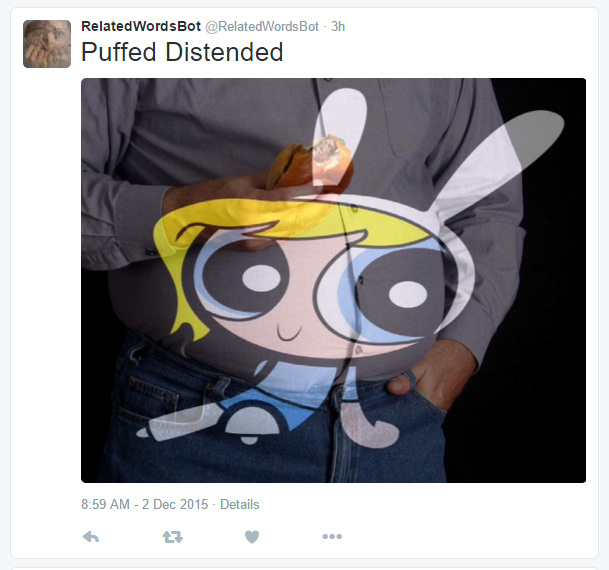 RelatedWordsBot @RelatedWordsBot · 3h
Puffed Distended
8:59 AM - 2 Dec 2015 · Details